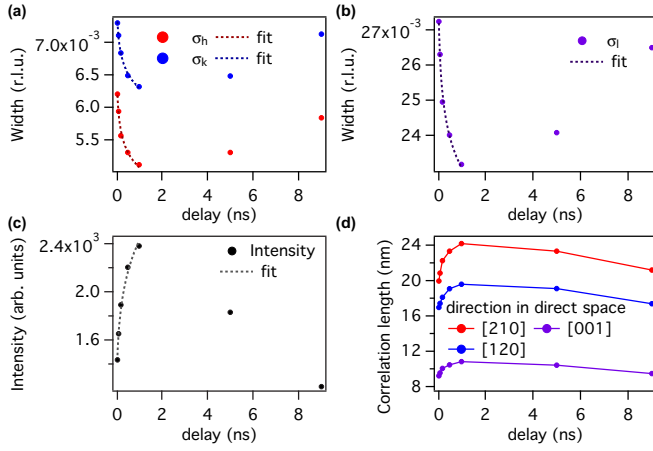 (a)
Width (r.l.u.)
7.0x10⁻³
6.5
6.0
5.5
σh fit
σk fit
0 2 4 6 8
delay (ns)
(b)
Width (r.l.u.)
27x10⁻³
26
25
24
σl
fit
0 2 4 6 8
delay (ns)
(c)
Intensity (arb. units)
2.4x10³
2.0
1.6
Intensity
fit
0 2 4 6 8
delay (ns)
(d)
Correlation length (nm)
24
20
16
12
8
direction in direct space
[210] [001]
[120]
0 2 4 6 8
delay (ns)